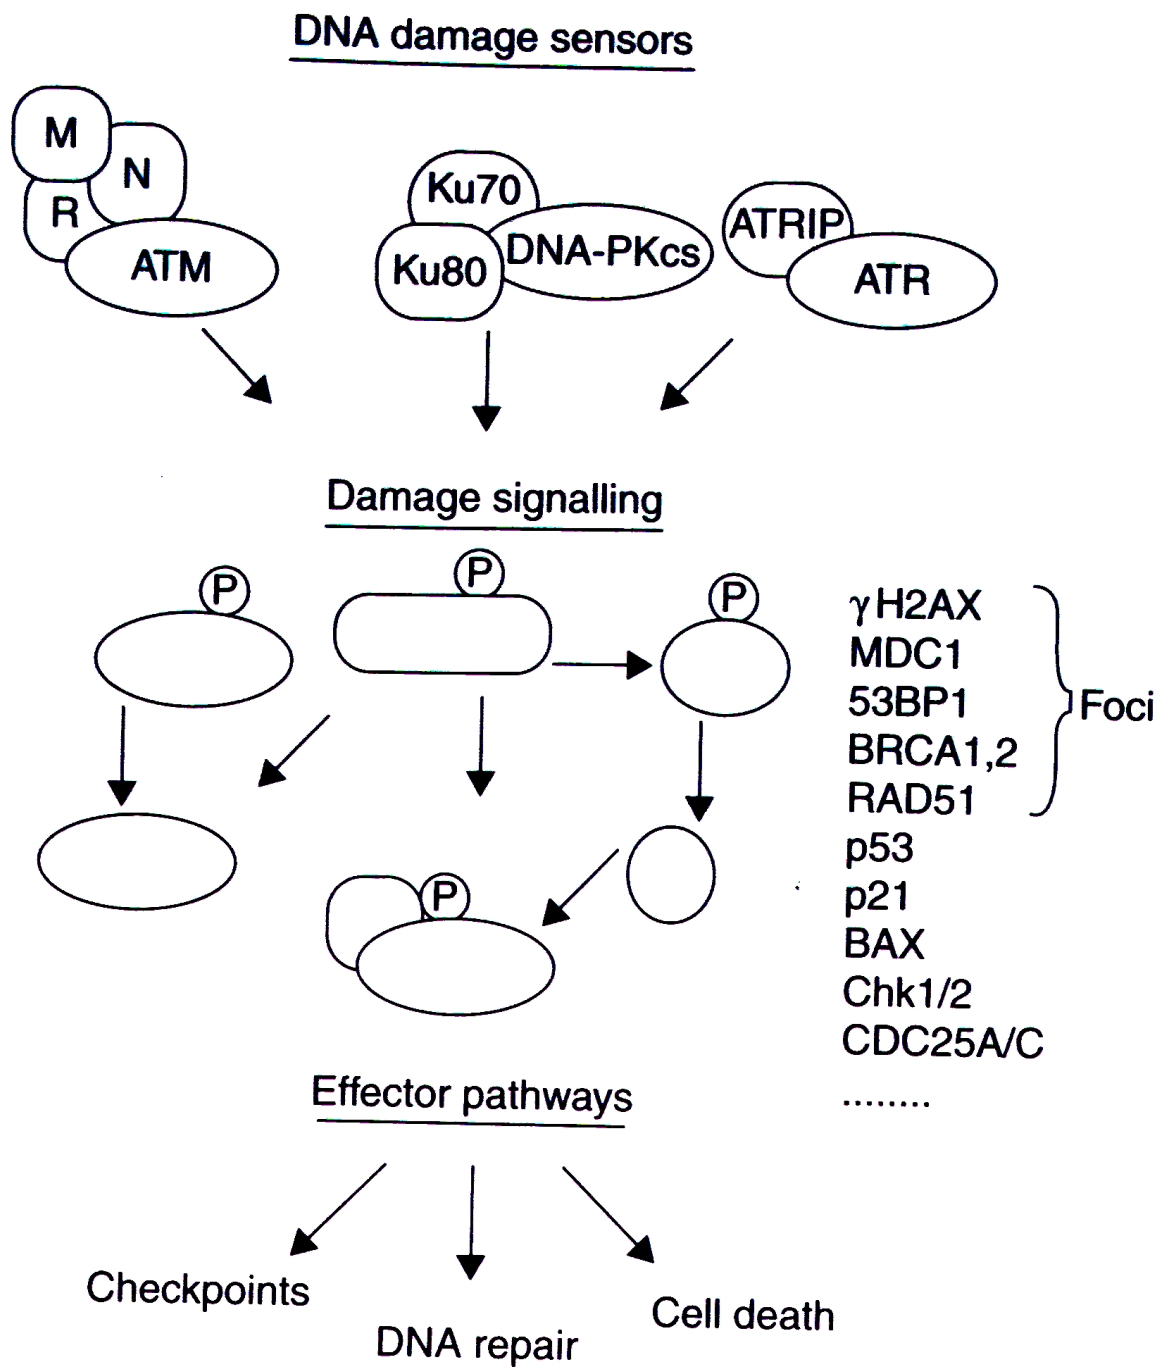 DNA damage sensors
M
N
R
ATM
Ku70
Ku80
DNA-PKcs
ATRIP
ATR
Damage signalling
P
P
P
P
γH2AX
MDC1
53BP1
BRCA1,2
RAD51
Foci
p53
p21
BAX
Chk1/2
CDC25A/C
........
Effector pathways
Checkpoints
DNA repair
Cell death